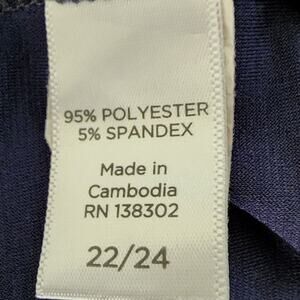 95% POLYESTER
5% SPANDEX
Made in
Cambodia
RN 138302
22/24